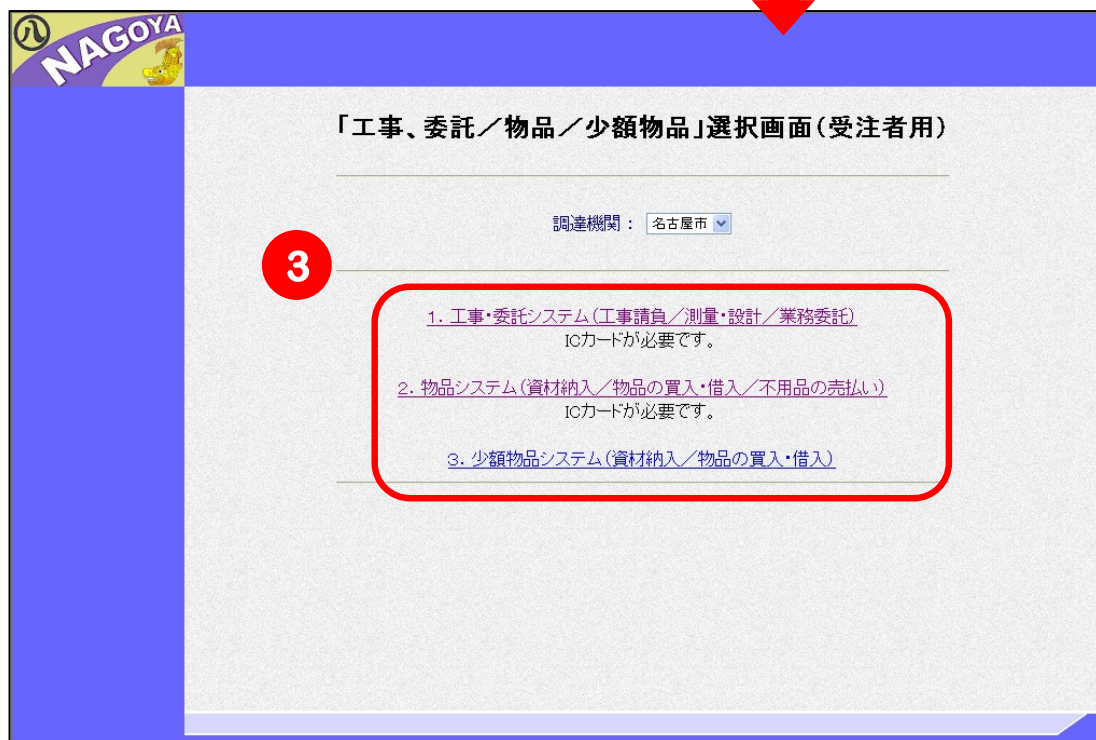 八
NAGOYA
「工事、委託／物品／少額物品」選択画面(受注者用)
調達機関： 名古屋市
3
1．工事・委託システム(工事請負／測量・設計／業務委託)
ICカードが必要です。
2．物品システム(資材納入／物品の買入・借入／不用品の売払い)
ICカードが必要です。
3．少額物品システム(資材納入／物品の買入・借入)